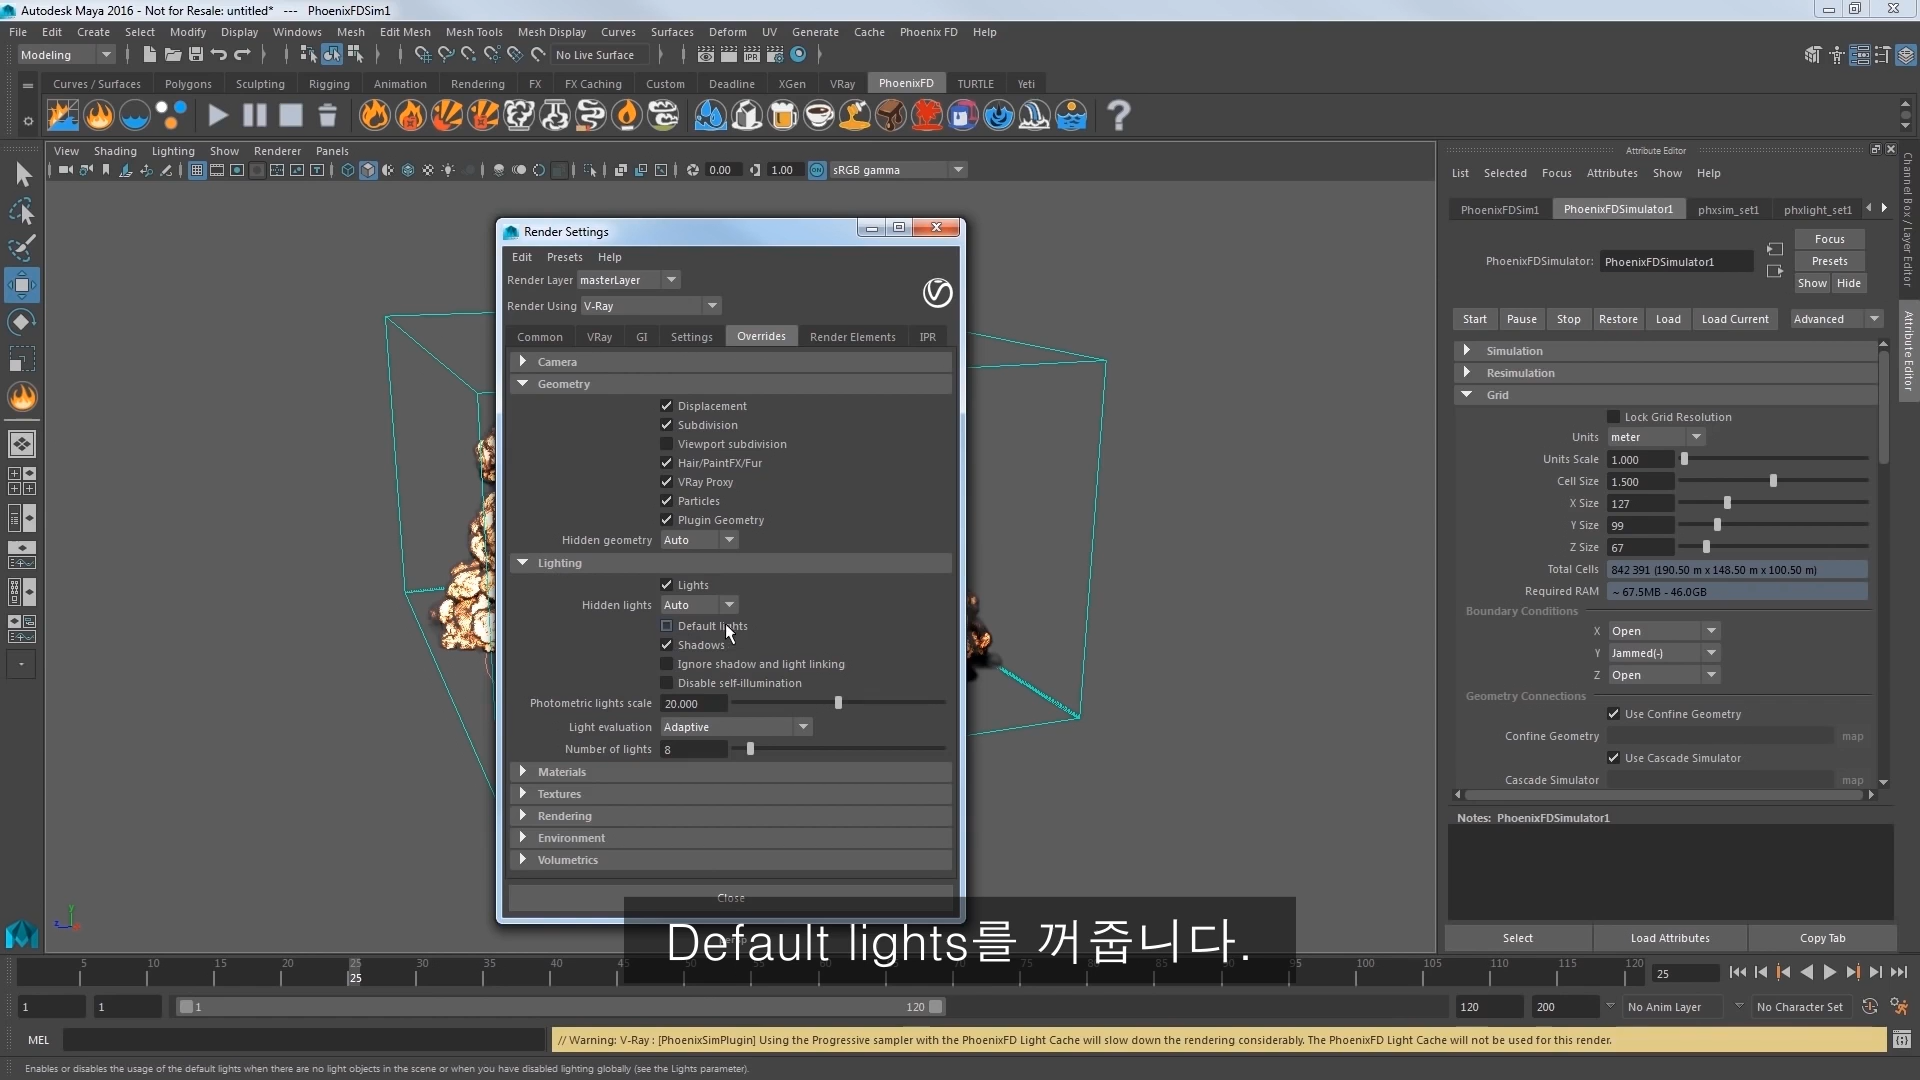 Autodesk Maya 2016 - Not for Resale: untitled* --- PhoenixFDSim1
File Edit Create Select Modify Display Windows Mesh Edit Mesh Mesh Tools Mesh Display Curves Surfaces Deform UV Generate Cache Phoenix FD Help
Modeling No Live Surface
Curves / Surfaces Polygons Sculpting Rigging Animation Rendering FX FX Caching Custom Deadline XGen VRay PhoenixFD TURTLE Yeti
View Shading Lighting Show Renderer Panels
0.00 1.00 sRGB gamma
Render Settings
Edit Presets Help
Render Layer masterLayer
Render Using V-Ray
Common VRay GI Settings Overrides Render Elements IPR
Camera
Geometry
Displacement
Subdivision
Viewport subdivision
Hair/PaintFX/Fur
VRay Proxy
Particles
Plugin Geometry
Hidden geometry Auto
Lighting
Lights
Hidden lights Auto
Default lights
Shadows
Ignore shadow and light linking
Disable self-illumination
Photometric lights scale 20.000
Light evaluation Adaptive
Number of lights 8
Materials
Textures
Rendering
Environment
Volumetrics
Close
Attribute Editor
List Selected Focus Attributes Show Help
PhoenixFDSim1 PhoenixFDSimulator1 phxsim_set1 phxlight_set1
Focus
PhoenixFDSimulator: PhoenixFDSimulator1
Presets
Show Hide
Start Pause Stop Restore Load Load Current Advanced
Simulation
Resimulation
Grid
Lock Grid Resolution
Units meter
Units Scale 1.000
Cell Size 1.500
X Size 127
Y Size 99
Z Size 67
Total Cells 842 391 (190.50 m x 148.50 m x 100.50 m)
Required RAM ~ 67.5MB - 46.0GB
Boundary Conditions
X Open
Y Jammed(-)
Z Open
Geometry Connections
Use Confine Geometry
Confine Geometry map
Use Cascade Simulator
Cascade Simulator map
Notes: PhoenixFDSimulator1
Select Load Attributes Copy Tab
Channel Box / Layer Editor
Attribute Editor
Default lights를 꺼줍니다.
5 10 15 20 25 30 35 40 45 70 75 95 100 105 110 115 120
25
25
1 1 1 120 120 200 No Anim Layer No Character Set
MEL // Warning: V-Ray : [PhoenixSimPlugin] Using the Progressive sampler with the PhoenixFD Light Cache will slow down the rendering considerably. The PhoenixFD Light Cache will not be used for this render.
Enables or disables the usage of the default lights when there are no light objects in the scene or when you have disabled lighting globally (see the Lights parameter).